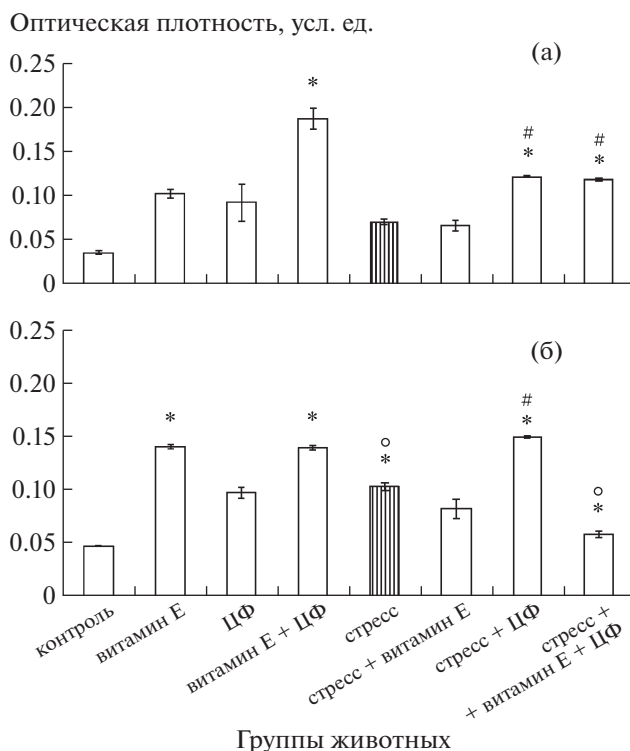 Оптическая плотность, усл. ед.
(а)
0.25
0.20
0.15
0.10
0.05
0
*
#
*
#
*
(б)
0.25
0.20
0.15
0.10
0.05
0
*
*
°
*
#
*
°
*
контроль
витамин Е
ЦФ
витамин Е + ЦФ
стресс
стресс + витамин Е
стресс + ЦФ
стресс +
+ витамин Е + ЦФ
Группы животных